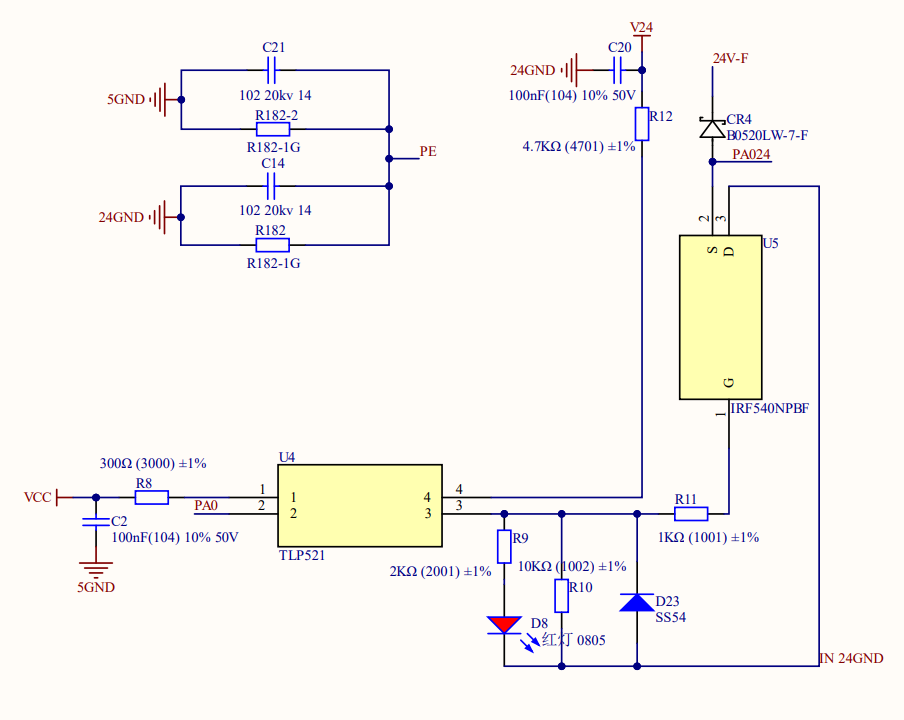 C21
5GND
102 20kv 14
R182-2
R182-1G
PE
C14
24GND
102 20kv 14
R182
R182-1G
V24
C20
24GND
100nF(104) 10% 50V
R12
4.7KΩ (4701) ±1%
24V-F
CR4
B0520LW-7-F
PA024
2
3
S
D
U5
G
1
IRF540NPBF
300Ω (3000) ±1%
R8
VCC
PA0
C2
100nF(104) 10% 50V
5GND
U4
1
1
2
2
4
4
3
3
TLP521
R11
1KΩ (1001) ±1%
R9
2KΩ (2001) ±1%
10KΩ (1002) ±1%
R10
D8
红灯 0805
D23
SS54
IN 24GND